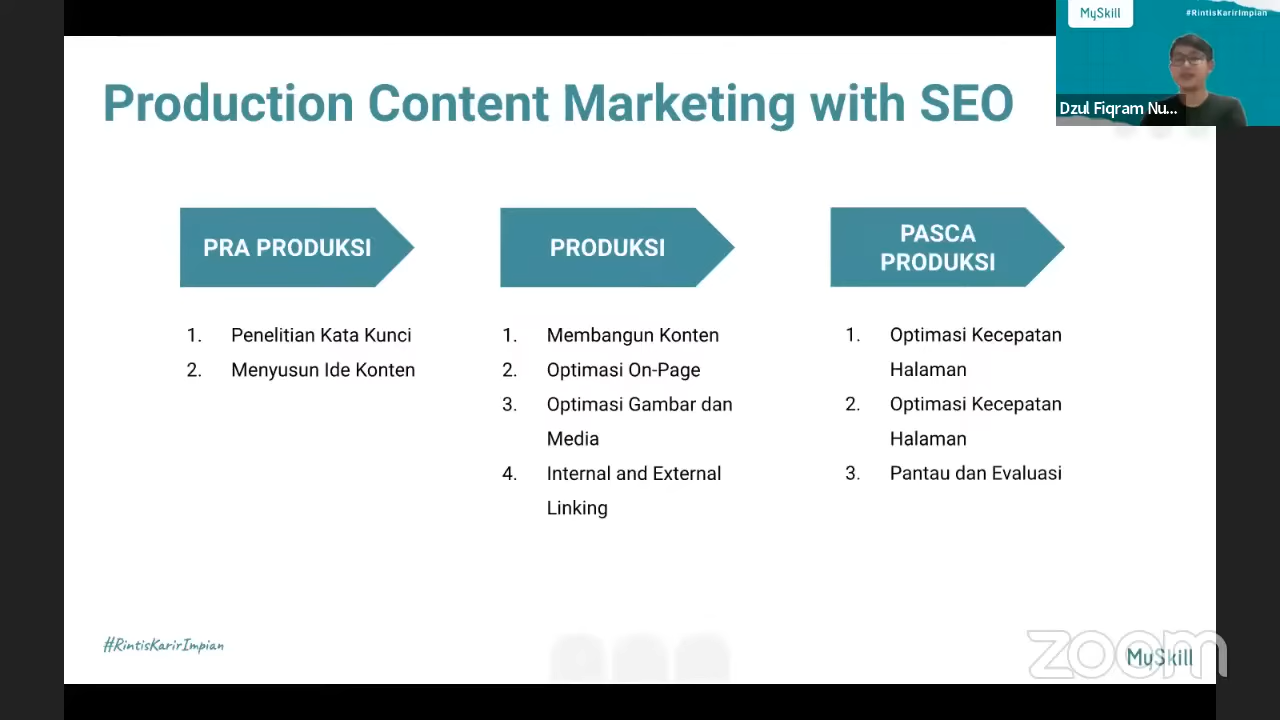 MySkill
#RintisKarirImpian
Dzul Fiqram Nu...
Production Content Marketing with SEO
PRA PRODUKSI
1. Penelitian Kata Kunci
2. Menyusun Ide Konten
PRODUKSI
1. Membangun Konten
2. Optimasi On-Page
3. Optimasi Gambar dan
Media
4. Internal and External
Linking
PASCA
PRODUKSI
1. Optimasi Kecepatan
Halaman
2. Optimasi Kecepatan
Halaman
3. Pantau dan Evaluasi
#RintisKarirImpian
zoom
MySkill